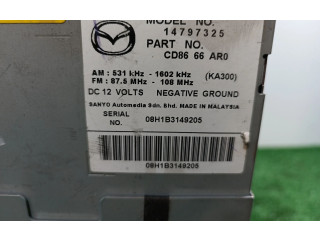 MODEL NO.
14797325
PART NO.
CD86 66 AR0
AM : 531 kHz - 1602 kHz (KA300)
FM : 87.5 MHz - 108 MHz
DC 12 VOLTS NEGATIVE GROUND
SANYO Automedia Sdn. Bhd. MADE IN MALAYSIA
SERIAL NO. 08H1B3149205
08H1B3149205